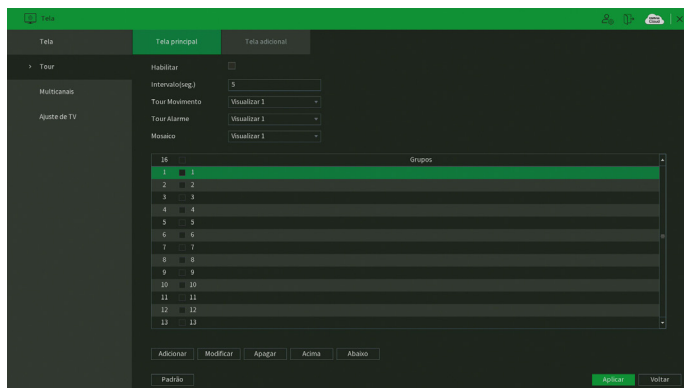 Tela
Tela
Tour
Multicanais
Ajuste de TV
Tela principal
Tela adicional
Habilitar
Intervalo(seg.) 5
Tour Movimento Visualizar 1
Tour Alarme Visualizar 1
Mosaico Visualizar 1
16 Grupos
1 1
2 2
3 3
4 4
5 5
6 6
7 7
8 8
9 9
10 10
11 11
12 12
13 13
Adicionar Modificar Apagar Acima Abaixo
Padrão Aplicar Voltar